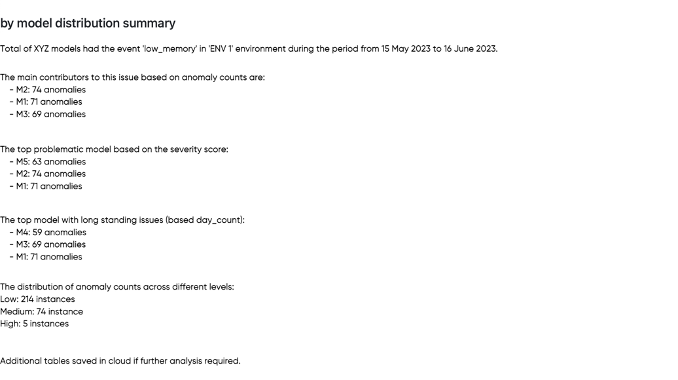 by model distribution summary
Total of XYZ models had the event 'low_memory' in 'ENV 1' environment during the period from 15 May 2023 to 16 June 2023.
The main contributors to this issue based on anomaly counts are:
- M2: 74 anomalies
- M1: 71 anomalies
- M3: 69 anomalies
The top problematic model based on the severity score:
- M5: 63 anomalies
- M2: 74 anomalies
- M1: 71 anomalies
The top model with long standing issues (based day_count):
- M4: 59 anomalies
- M3: 69 anomalies
- M1: 71 anomalies
The distribution of anomaly counts across different levels:
Low: 214 instances
Medium: 74 instance
High: 5 instances
Additional tables saved in cloud if further analysis required.